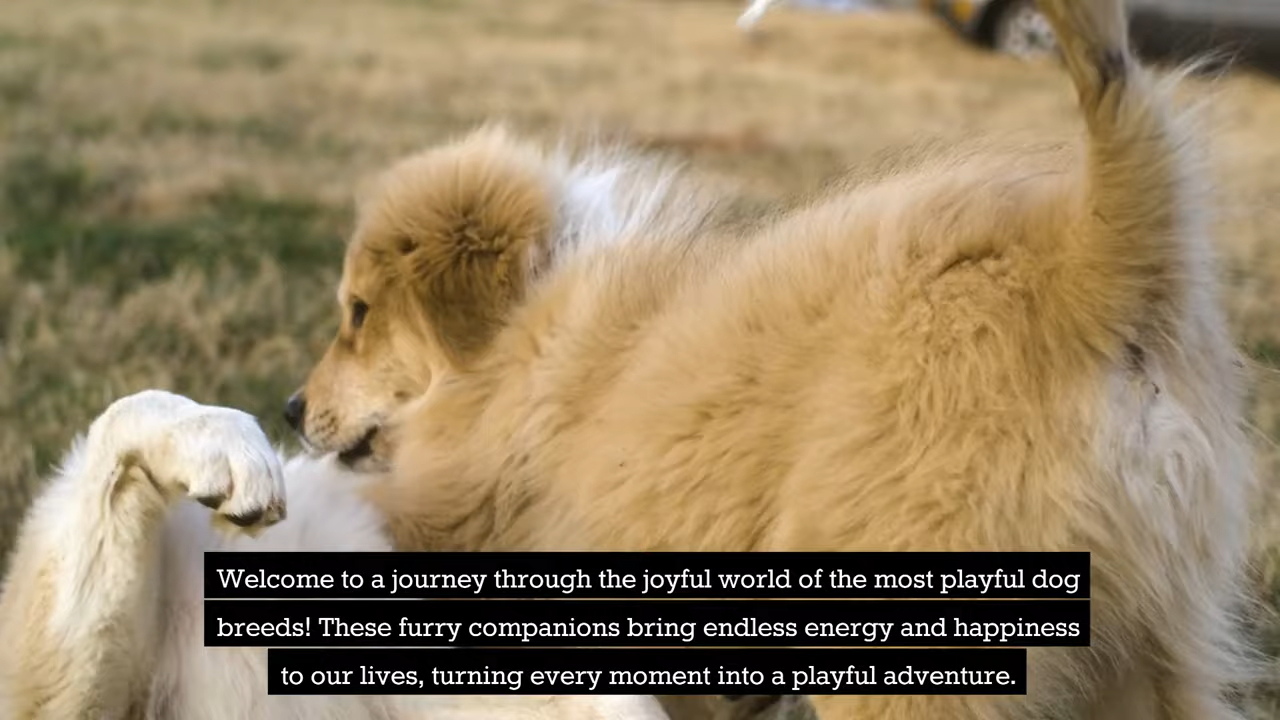 Welcome to a journey through the joyful world of the most playful dog
breeds! These furry companions bring endless energy and happiness
to our lives, turning every moment into a playful adventure.